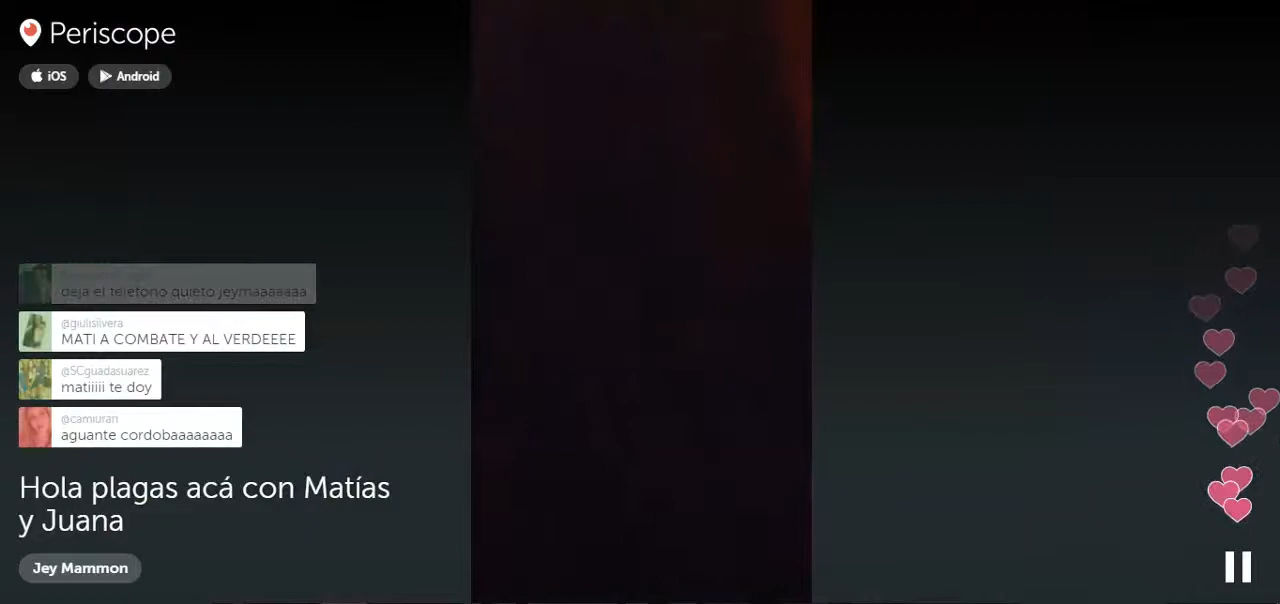 Periscope
iOS
Android
deja el telefono quieto jeymaaaaaaa
@giulisilvera
MATI A COMBATE Y AL VERDEEEE
@SCguadasuarez
matiiiii te doy
@camiuran
aguante cordobaaaaaaaa
Hola plagas acá con Matías
y Juana
Jey Mammon